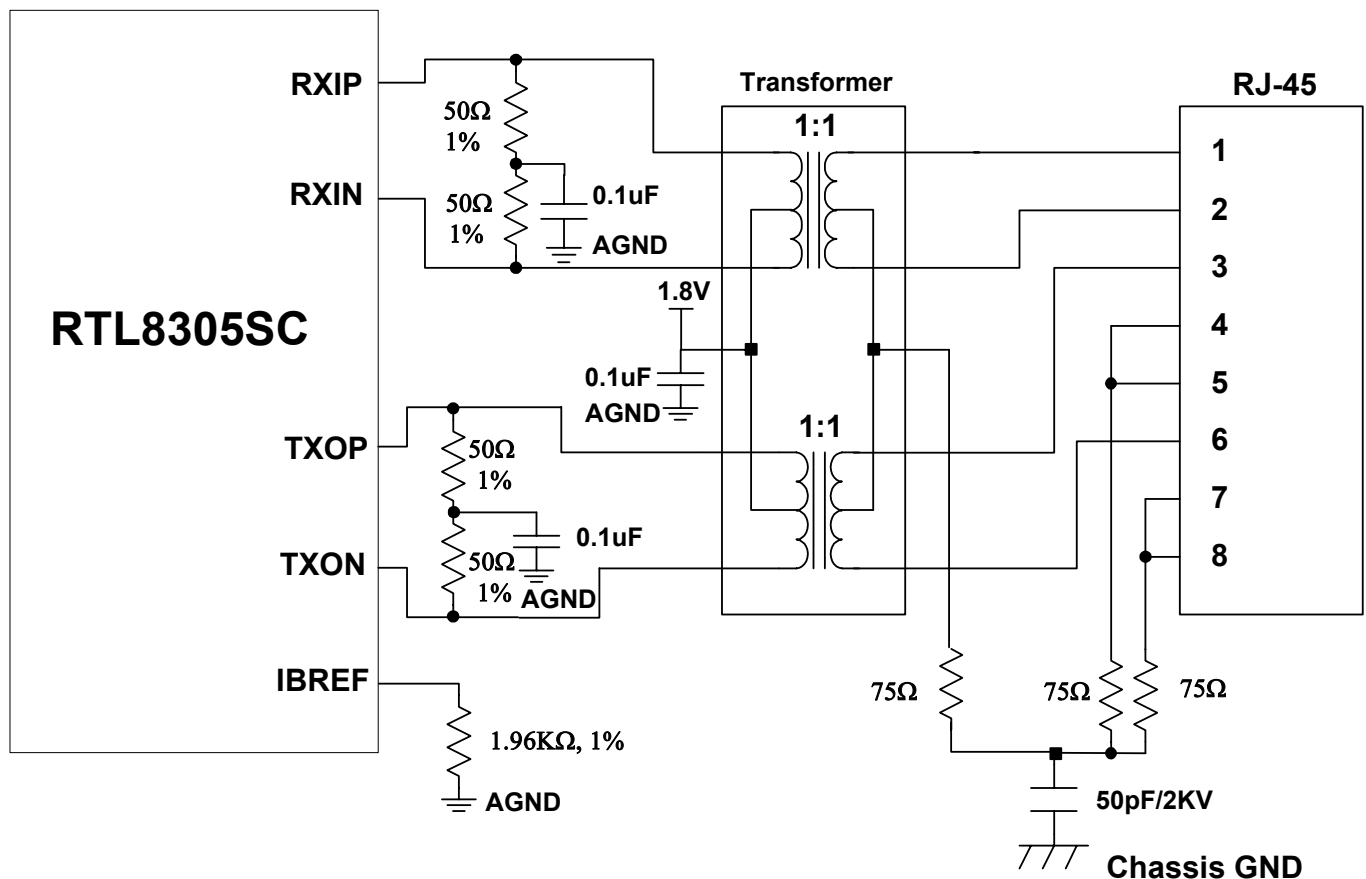 Transformer
RJ-45
RXIP
50Ω
1%
1:1
1
RXIN
50Ω
1%
0.1uF
AGND
2
3
1.8V
RTL8305SC
4
0.1uF
AGND
5
1:1
6
TXOP
50Ω
1%
7
0.1uF
TXON
50Ω
1%
AGND
8
IBREF
75Ω
75Ω
75Ω
1.96KΩ, 1%
AGND
50pF/2KV
Chassis GND